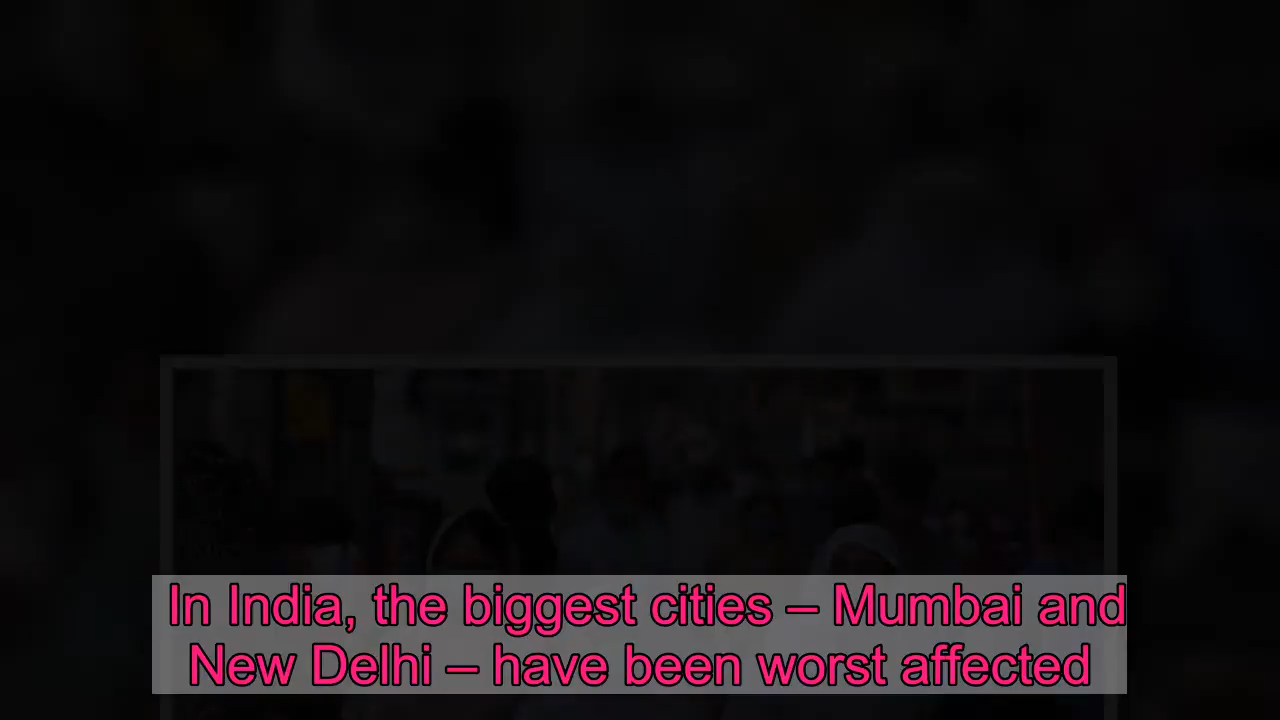 In India, the biggest cities – Mumbai and
New Delhi – have been worst affected